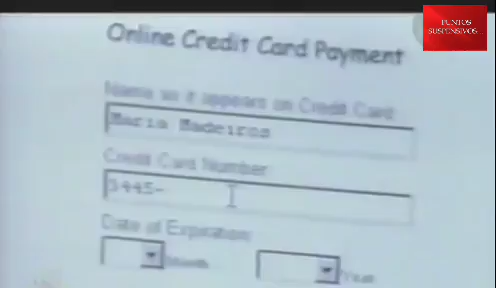 PUNTOS
SUSPENSIVOS...
Online Credit Card Payment
Name as it appears on Credit Card:
Maria Madeiros
Credit Card Number:
5445-
Date of Expiration:
Month
Year